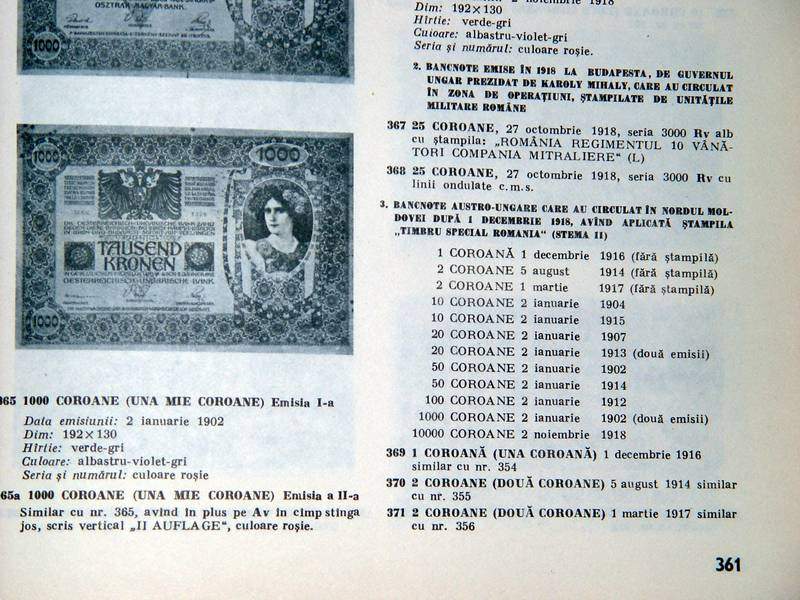 OSZTRÁK-MAGYAR BANK.
1000
1000
1000
DIE OESTERREICHISCH-UNGARISCHE BANK ZAHLT
TAUSEND
KRONEN
OESTERREICHISCH-UNGARISCHE BANK
1000
365 1000 COROANE (UNA MIE COROANE) Emisia I-a
Data emisiunii: 2 ianuarie 1902
Dim: 192×130
Hîrtie: verde-gri
Culoare: albastru-violet-gri
Seria și numărul: culoare roșie
365a 1000 COROANE (UNA MIE COROANE) Emisia a II-a
Similar cu nr. 365, avînd în plus pe Av în cîmp stînga
jos, scris vertical „II AUFLAGE“, culoare roșie.
2 noiembrie 1918
Dim: 192×130
Hîrtie: verde-gri
Culoare: albastru-violet-gri
Seria și numărul: culoare roșie.
2. BANCNOTE EMISE ÎN 1918 LA BUDAPESTA, DE GUVERNUL
UNGAR PREZIDAT DE KAROLY MIHALY, CARE AU CIRCULAT
ÎN ZONA DE OPERAȚIUNI, ȘTAMPILATE DE UNITĂȚILE
MILITARE ROMÂNE
367 25 COROANE, 27 octombrie 1918, seria 3000 Rv alb
cu ștampila: „ROMÂNIA REGIMENTUL 10 VÂNĂ-
TORI COMPANIA MITRALIERE“ (L)
368 25 COROANE, 27 octombrie 1918, seria 3000 Rv cu
linii ondulate c.m.s.
3. BANCNOTE AUSTRO-UNGARE CARE AU CIRCULAT ÎN NORDUL MOL-
DOVEI DUPĂ 1 DECEMBRIE 1918, AVÎND APLICATĂ ȘTAMPILA
„TIMBRU SPECIAL ROMANIA“ (STEMA II)
1 COROANĂ 1 decembrie 1916 (fără ștampilă)
2 COROANE 5 august 1914 (fără ștampilă)
2 COROANE 1 martie 1917 (fără ștampilă)
10 COROANE 2 ianuarie 1904
10 COROANE 2 ianuarie 1915
20 COROANE 2 ianuarie 1907
20 COROANE 2 ianuarie 1913 (două emisii)
50 COROANE 2 ianuarie 1902
50 COROANE 2 ianuarie 1914
100 COROANE 2 ianuarie 1912
1000 COROANE 2 ianuarie 1902 (două emisii)
10000 COROANE 2 noiembrie 1918
369 1 COROANĂ (UNA COROANĂ) 1 decembrie 1916
similar cu nr. 354
370 2 COROANE (DOUĂ COROANE) 5 august 1914 similar
cu nr. 355
371 2 COROANE (DOUĂ COROANE) 1 martie 1917 similar
cu nr. 356
361